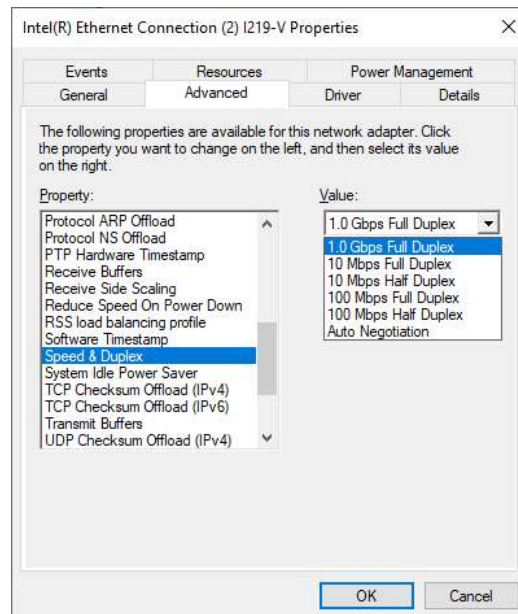 Intel(R) Ethernet Connection (2) I219-V Properties
Events Resources Power Management
General Advanced Driver Details
The following properties are available for this network adapter. Click
the property you want to change on the left, and then select its value
on the right.
Property:
Protocol ARP Offload
Protocol NS Offload
PTP Hardware Timestamp
Receive Buffers
Receive Side Scaling
Reduce Speed On Power Down
RSS load balancing profile
Software Timestamp
Speed & Duplex
System Idle Power Saver
TCP Checksum Offload (IPv4)
TCP Checksum Offload (IPv6)
Transmit Buffers
UDP Checksum Offload (IPv4)
Value:
1.0 Gbps Full Duplex
1.0 Gbps Full Duplex
10 Mbps Full Duplex
10 Mbps Half Duplex
100 Mbps Full Duplex
100 Mbps Half Duplex
Auto Negotiation
OK Cancel